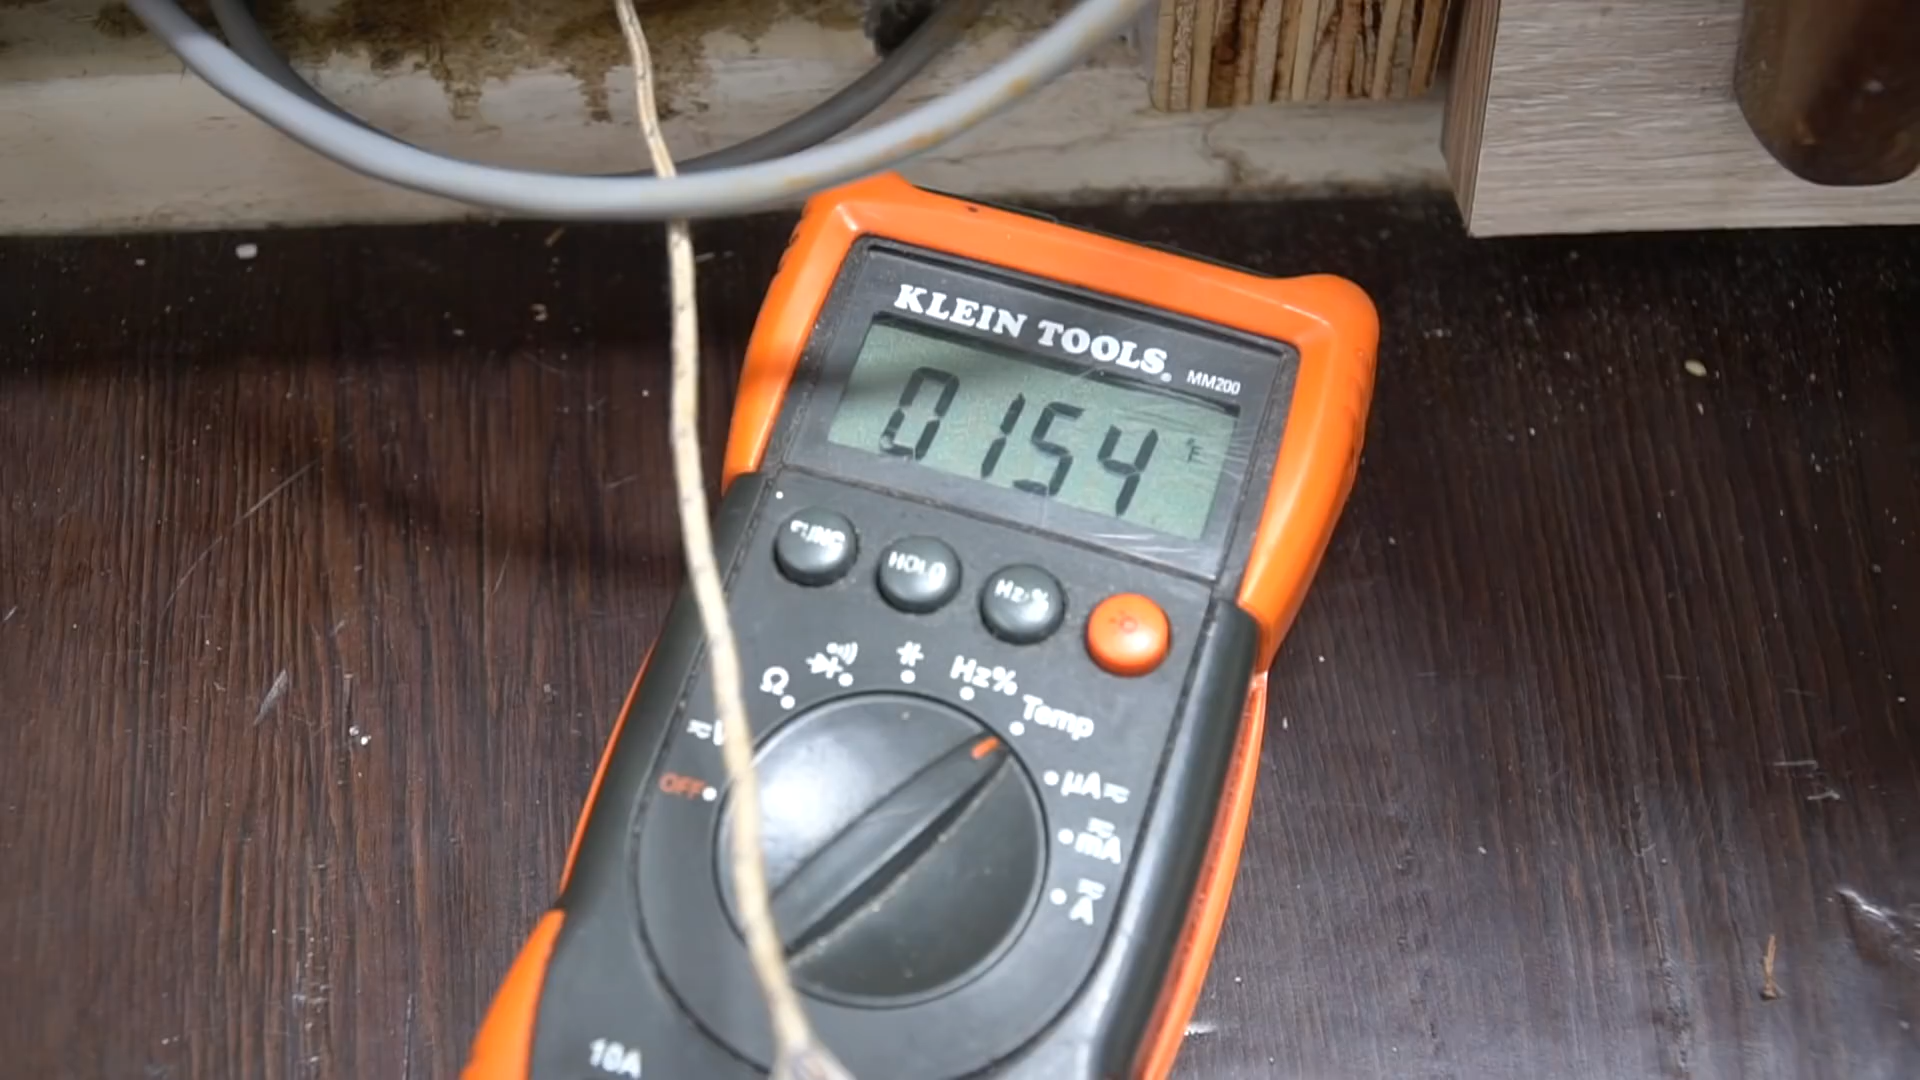 KLEIN TOOLS®
MM200
0154 °F
FUNC
HOLD
Hz·%
Ω
#
Hz%
Temp
OFF
V
µA
mA
A
10A